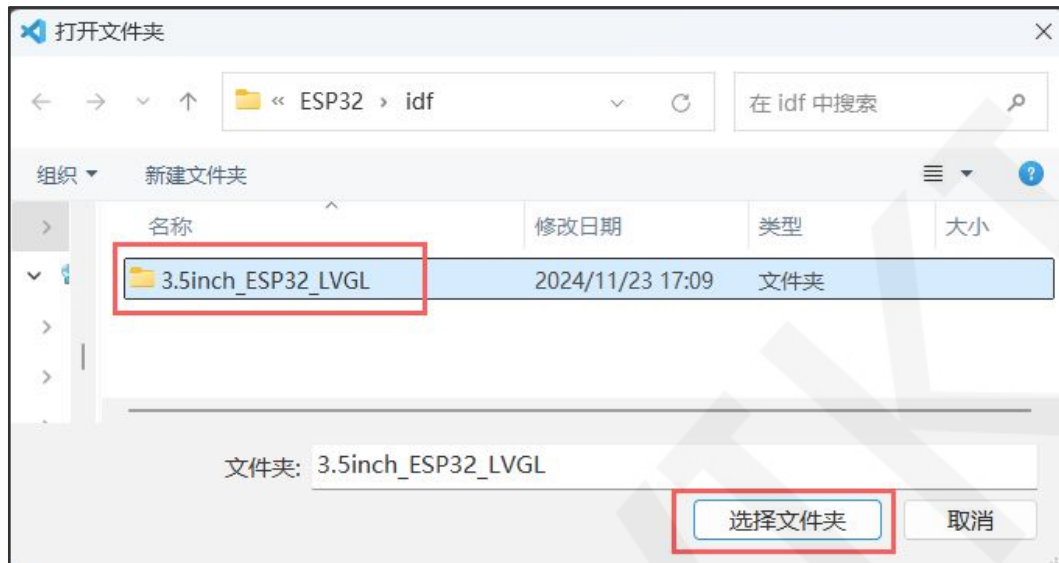 打开文件夹
« ESP32 › idf
在 idf 中搜索
组织
新建文件夹
名称 修改日期 类型 大小
3.5inch_ESP32_LVGL 2024/11/23 17:09 文件夹
文件夹: 3.5inch_ESP32_LVGL
选择文件夹 取消